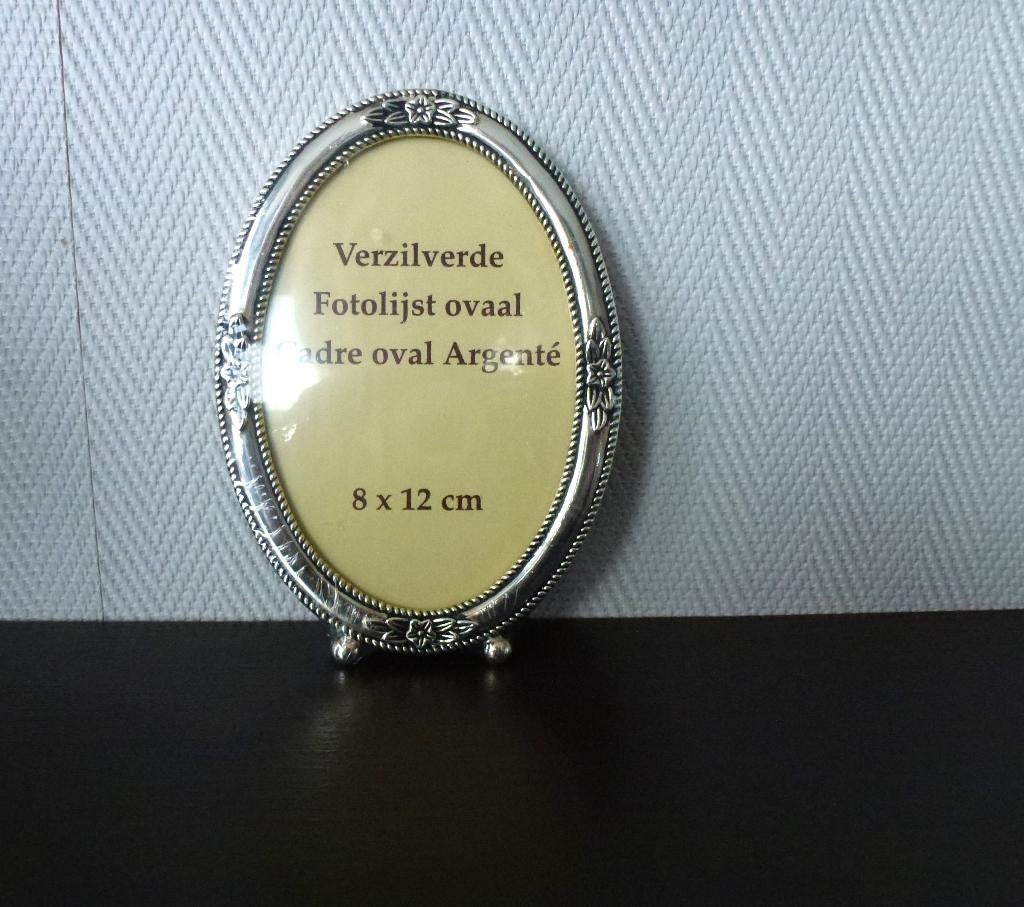 Verzilverde
Fotolijst ovaal
Cadre oval Argenté
8 x 12 cm